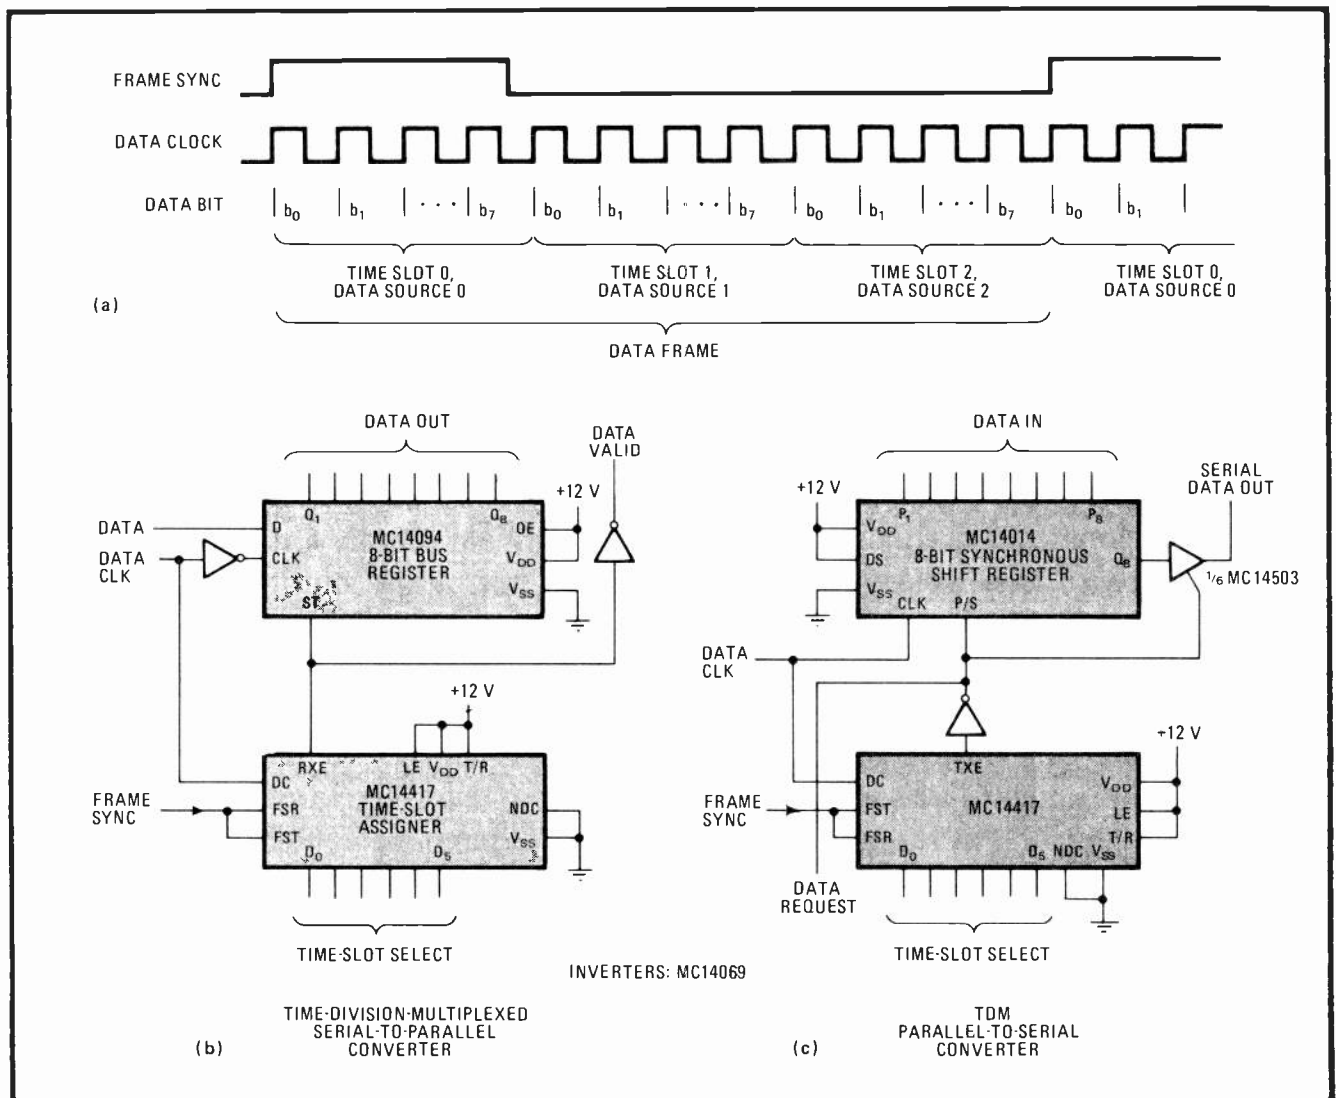 FRAME SYNC
DATA CLOCK
DATA BIT
b0 b1 ··· b7 b0 b1 ··· b7 b0 b1 ··· b7 b0 b1
TIME SLOT 0,
DATA SOURCE 0
TIME SLOT 1,
DATA SOURCE 1
TIME SLOT 2,
DATA SOURCE 2
TIME SLOT 0,
DATA SOURCE 0
(a)
DATA FRAME
DATA OUT
DATA
VALID
+12 V
DATA
DATA
CLK
Q1
Q8
D
CLK
ST
MC14094
8-BIT BUS
REGISTER
OE
VDD
VSS
+12 V
RXE
LE
VDD
T/R
DC
FSR
FST
MC14417
TIME-SLOT
ASSIGNER
NDC
VSS
FRAME
SYNC
D0
D5
TIME-SLOT SELECT
TIME-DIVISION-MULTIPLEXED
SERIAL-TO-PARALLEL
CONVERTER
(b)
INVERTERS: MC14069
DATA IN
SERIAL
DATA OUT
+12 V
P1
P8
VDD
DS
VSS
MC14014
8-BIT SYNCHRONOUS
SHIFT REGISTER
Q8
CLK
P/S
1/6 MC14503
DATA
CLK
+12 V
TXE
DC
FST
FSR
MC14417
VDD
LE
T/R
FRAME
SYNC
D0
D5
NDC
VSS
DATA
REQUEST
TIME-SLOT SELECT
TDM
PARALLEL-TO-SERIAL
CONVERTER
(c)